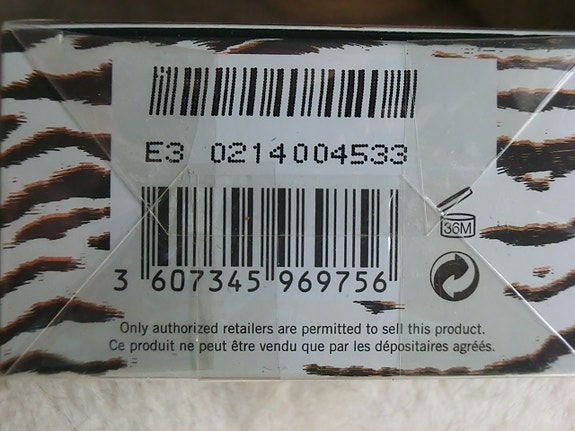 E3 0214004533
36M
3 607345 969756
Only authorized retailers are permitted to sell this product.
Ce produit ne peut être vendu que par les dépositaires agréés.